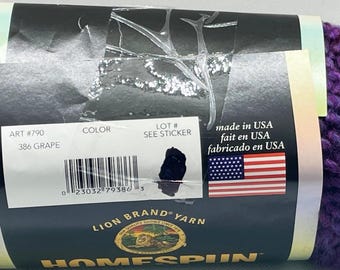 ART #790
COLOR
LOT #
SEE STICKER
386 GRAPE
0 23032 79386 3
made in USA
fait en USA
fabricado en USA
LION BRAND® YARN
HOMESPUN